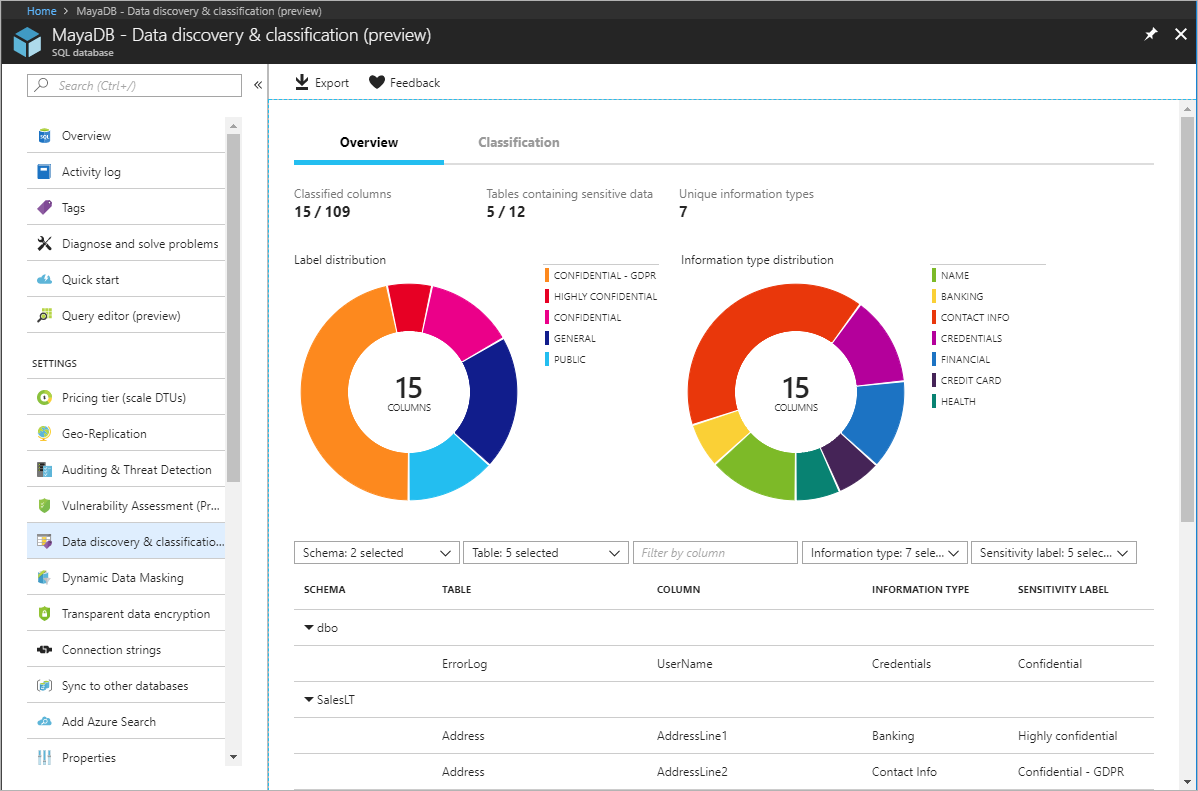 Home > MayaDB - Data discovery & classification (preview)
MayaDB - Data discovery & classification (preview)
SQL database
Search (Ctrl+/)
«
Overview
Activity log
Tags
Diagnose and solve problems
Quick start
Query editor (preview)
SETTINGS
Pricing tier (scale DTUs)
Geo-Replication
Auditing & Threat Detection
Vulnerability Assessment (Pr...
Data discovery & classificatio...
Dynamic Data Masking
Transparent data encryption
Connection strings
Sync to other databases
Add Azure Search
Properties
Export Feedback
Overview Classification
Classified columns Tables containing sensitive data Unique information types
15 / 109 5 / 12 7
Label distribution
CONFIDENTIAL - GDPR
HIGHLY CONFIDENTIAL
CONFIDENTIAL
GENERAL
PUBLIC
15
COLUMNS
Information type distribution
NAME
BANKING
CONTACT INFO
CREDENTIALS
FINANCIAL
CREDIT CARD
HEALTH
15
COLUMNS
Schema: 2 selected Table: 5 selected Filter by column Information type: 7 sele... Sensitivity label: 5 selec...
SCHEMA TABLE COLUMN INFORMATION TYPE SENSITIVITY LABEL
dbo
ErrorLog UserName Credentials Confidential
SalesLT
Address AddressLine1 Banking Highly confidential
Address AddressLine2 Contact Info Confidential - GDPR